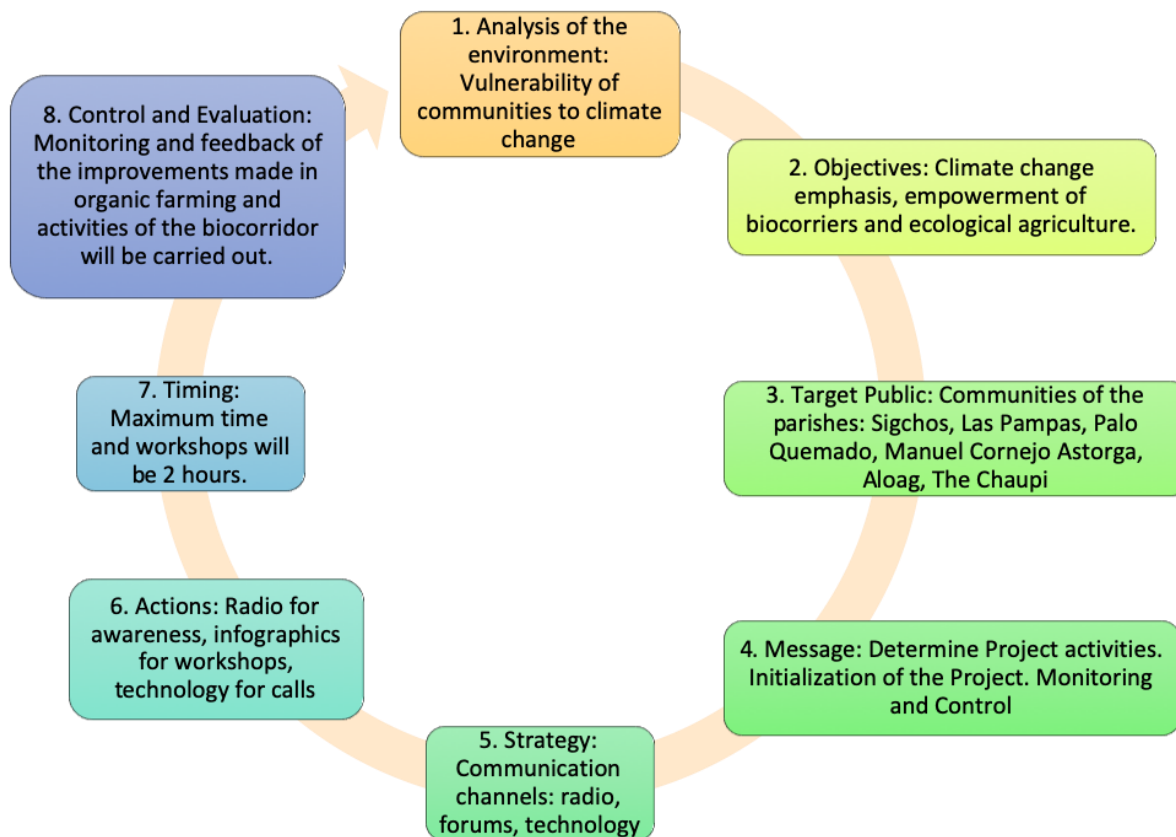 1. Analysis of the
environment:
Vulnerability of
communities to climate
change
2. Objectives: Climate change
emphasis, empowerment of
biocorriers and ecological agriculture.
3. Target Public: Communities of the
parishes: Sigchos, Las Pampas, Palo
Quemado, Manuel Cornejo Astorga,
Aloag, The Chaupi
4. Message: Determine Project activities.
Initialization of the Project. Monitoring
and Control
5. Strategy:
Communication
channels: radio,
forums, technology
6. Actions: Radio for
awareness, infographics
for workshops,
technology for calls
7. Timing:
Maximum time
and workshops will
be 2 hours.
8. Control and Evaluation:
Monitoring and feedback of
the improvements made in
organic farming and
activities of the biocorridor
will be carried out.